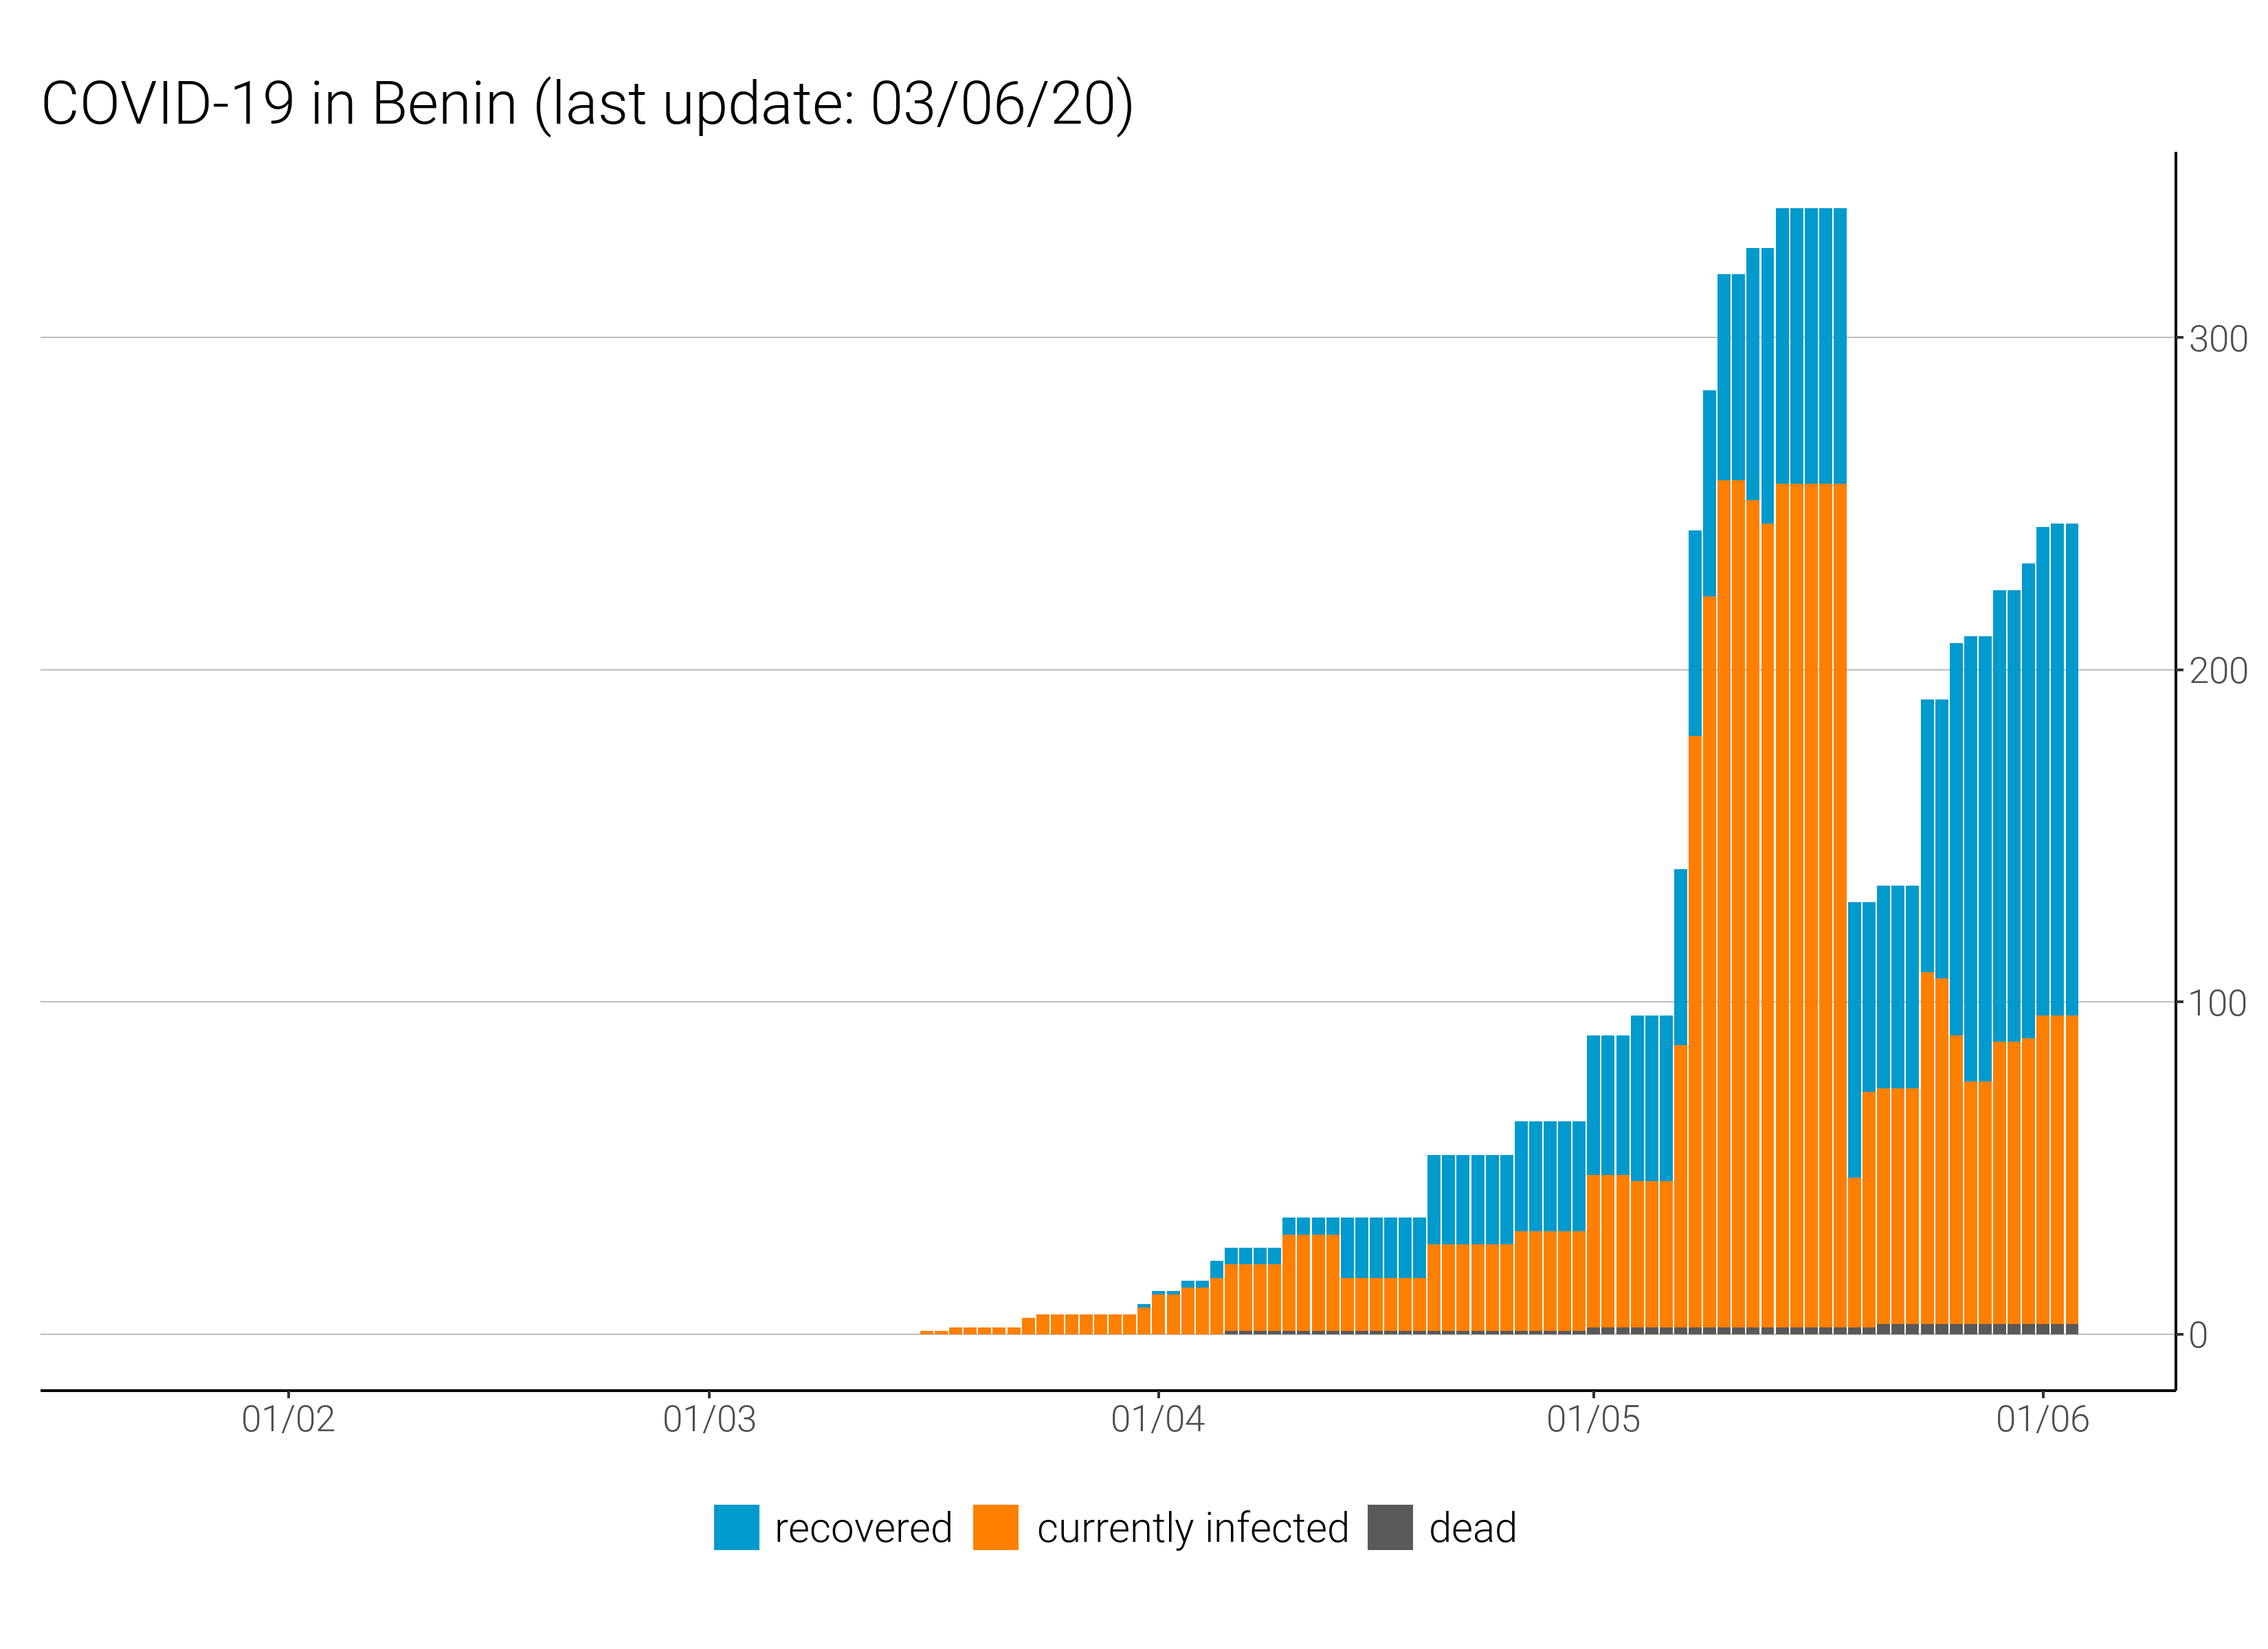 COVID-19 in Benin (last update: 03/06/20)
300
200
100
0
01/02 01/03 01/04 01/05 01/06
recovered currently infected dead